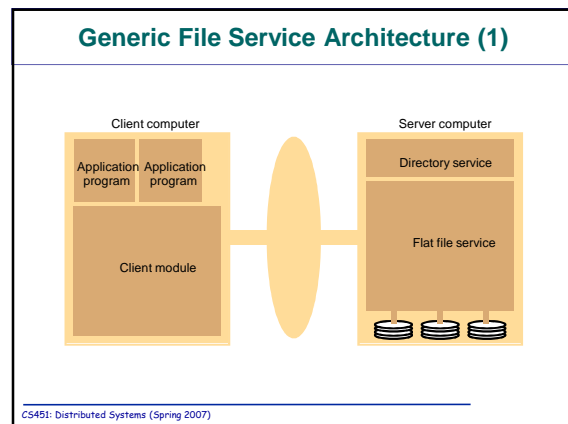 Generic File Service Architecture (1)
Client computer
Server computer
Application program
Application program
Client module
Directory service
Flat file service
CS451: Distributed Systems (Spring 2007)